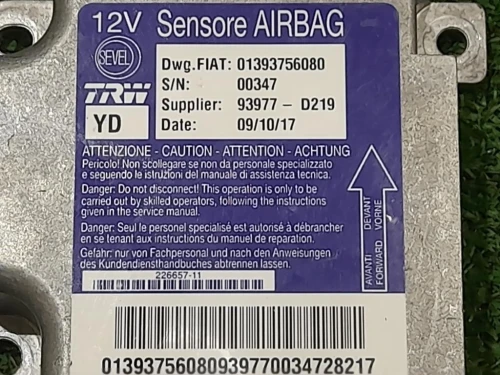 12V Sensore AIRBAG
SEVEL
Dwg.FIAT: 01393756080
S/N: 00347
TRW
Supplier: 93977 - D219
YD
Date: 09/10/17
ATTENZIONE - CAUTION - ATTENTION - ACHTUNG
Pericolo! Non scollegare se non da personale specializzato
e seguendo le istruzioni del manuale di assistenza tecnica.
Danger: Do not disconnect! This operation is only to be
carried out by skilled operators, following the instructions
given in the service manual.
Danger: Seul le personel specialisé est autorisé à débrancher
en se tenant aux instructions du manuel de reparation.
Gefahr: nur von Fachpersonal und nach den Anweisungen
des Kundendiensthandbuches abtrennen lassen.
AVANTI DEVANT
FORWARD VORNE
226657-11
01393756080939770034728217